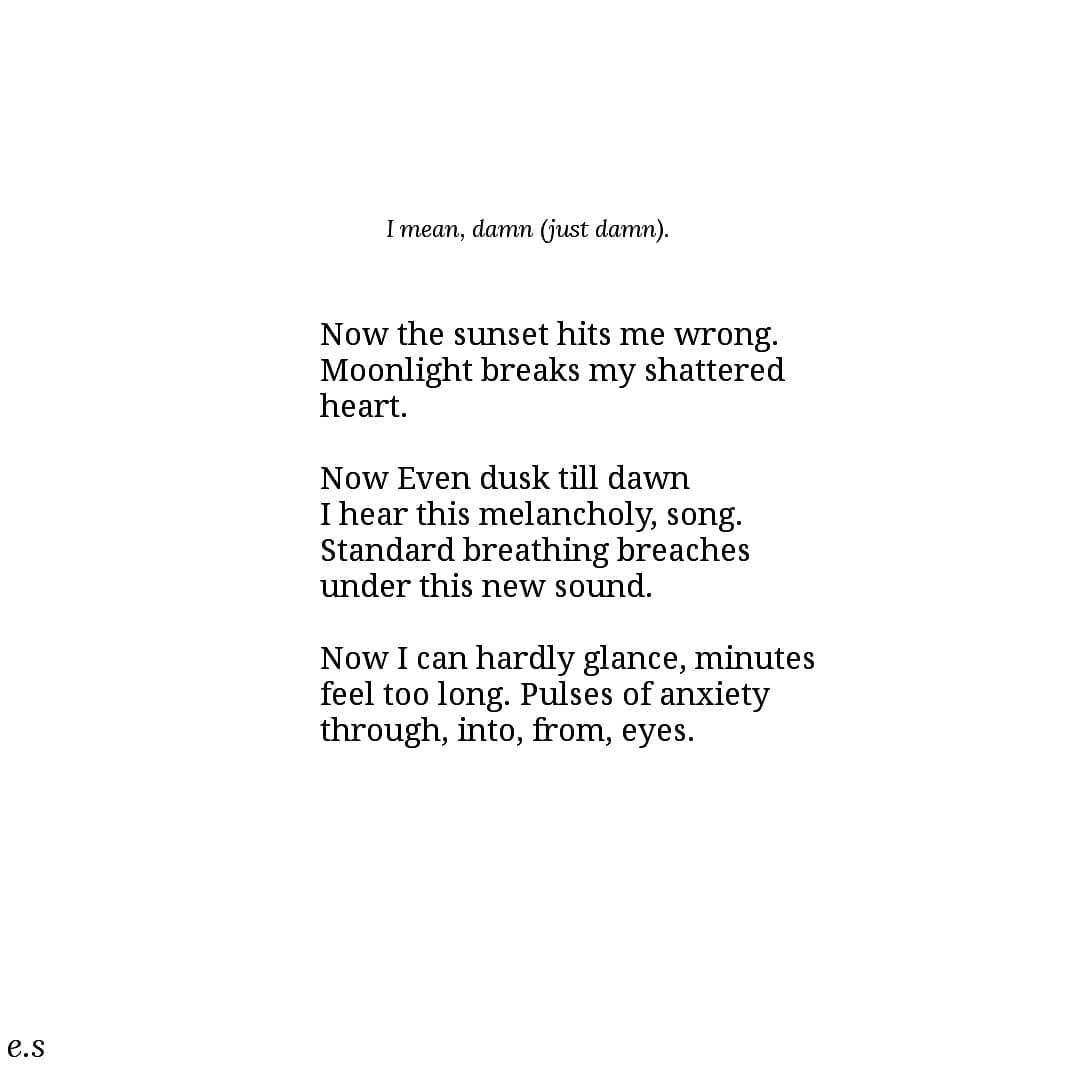 I mean, damn (just damn).
Now the sunset hits me wrong.
Moonlight breaks my shattered
heart.
Now Even dusk till dawn
I hear this melancholy, song.
Standard breathing breaches
under this new sound.
Now I can hardly glance, minutes
feel too long. Pulses of anxiety
through, into, from, eyes.
e.s